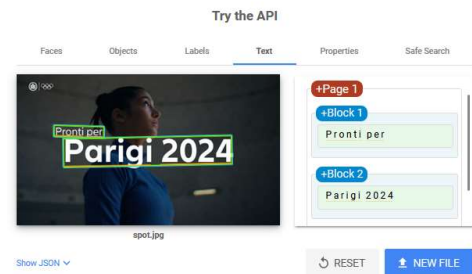 Try the API
Faces Objects Labels Text Properties Safe Search
Pronti per
Parigi 2024
spot.jpg
+Page 1
+Block 1
Pronti per
+Block 2
Parigi 2024
Show JSON
RESET NEW FILE